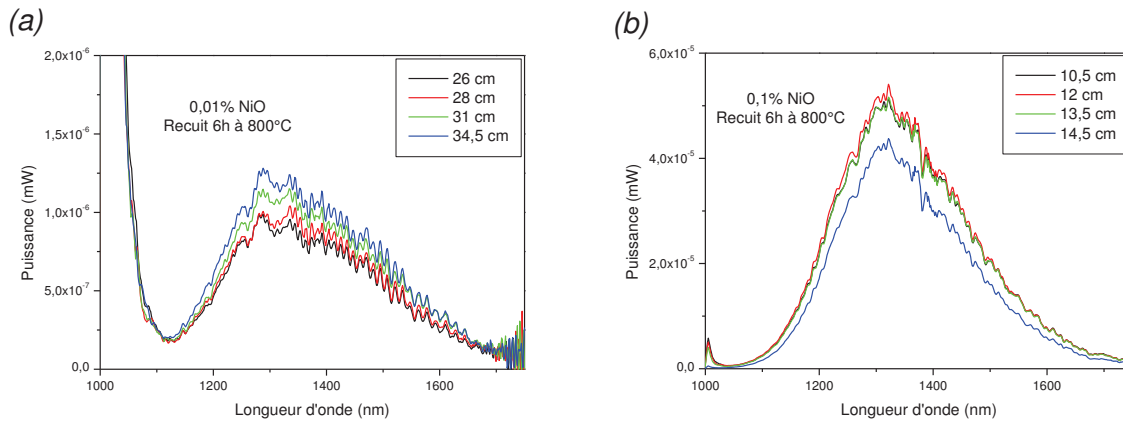 (a)
2,0x10⁻⁶
1,5x10⁻⁶
1,0x10⁻⁶
5,0x10⁻⁷
0,0
Puissance (mW)
0,01% NiO
Recuit 6h à 800°C
26 cm
28 cm
31 cm
34,5 cm
1000 1200 1400 1600
Longueur d'onde (nm)
(b)
6,0x10⁻⁵
4,0x10⁻⁵
2,0x10⁻⁵
0,0
Puissance (mW)
0,1% NiO
Recuit 6h à 800°C
10,5 cm
12 cm
13,5 cm
14,5 cm
1000 1200 1400 1600
Longueur d'onde (nm)